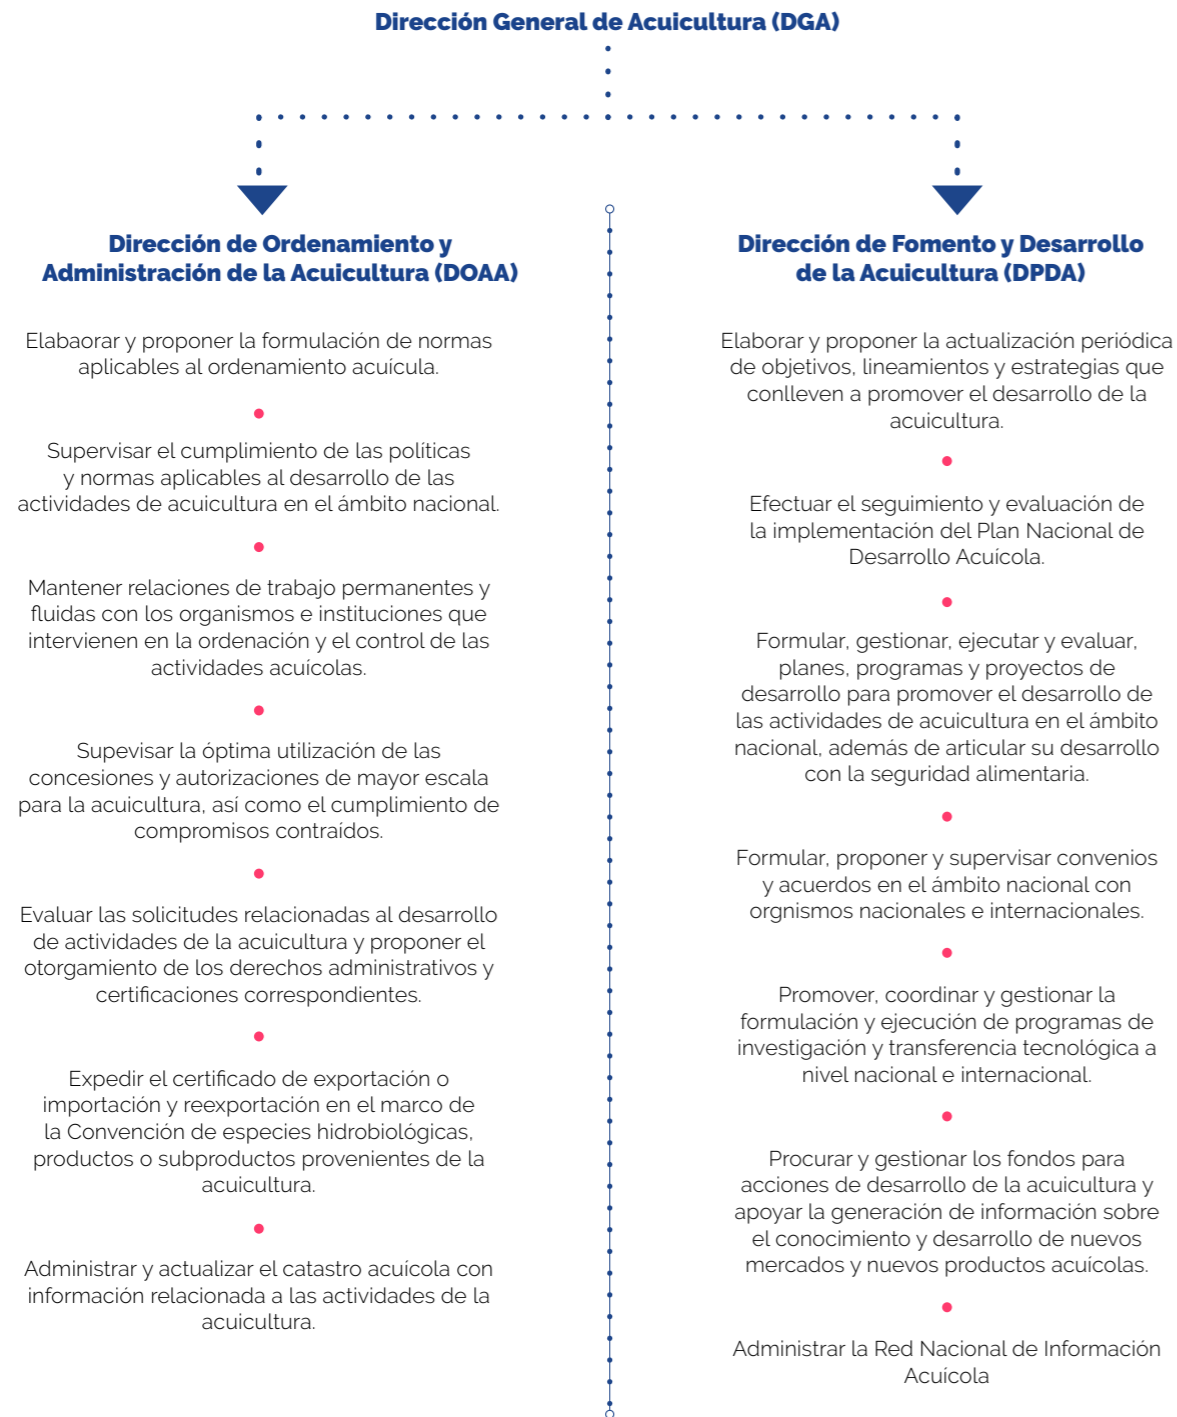 Dirección General de Acuicultura (DGA)
Dirección de Ordenamiento y
Administración de la Acuicultura (DOAA)
Elabaorar y proponer la formulación de normas
aplicables al ordenamiento acuícula.
Supervisar el cumplimiento de las políticas
y normas aplicables al desarrollo de las
actividades de acuicultura en el ámbito nacional.
Mantener relaciones de trabajo permanentes y
fluidas con los organismos e instituciones que
intervienen en la ordenación y el control de las
actividades acuícolas.
Supevisar la óptima utilización de las
concesiones y autorizaciones de mayor escala
para la acuicultura, así como el cumplimiento de
compromisos contraídos.
Evaluar las solicitudes relacionadas al desarrollo
de actividades de la acuicultura y proponer el
otorgamiento de los derechos administrativos y
certificaciones correspondientes.
Expedir el certificado de exportación o
importación y reexportación en el marco de
la Convención de especies hidrobiológicas,
productos o subproductos provenientes de la
acuicultura.
Administrar y actualizar el catastro acuícola con
información relacionada a las actividades de la
acuicultura.
Dirección de Fomento y Desarrollo
de la Acuicultura (DPDA)
Elaborar y proponer la actualización periódica
de objetivos, lineamientos y estrategias que
conlleven a promover el desarrollo de la
acuicultura.
Efectuar el seguimiento y evaluación de
la implementación del Plan Nacional de
Desarrollo Acuícola.
Formular, gestionar, ejecutar y evaluar,
planes, programas y proyectos de
desarrollo para promover el desarrollo de
las actividades de acuicultura en el ámbito
nacional, además de articular su desarrollo
con la seguridad alimentaria.
Formular, proponer y supervisar convenios
y acuerdos en el ámbito nacional con
orgnismos nacionales e internacionales.
Promover, coordinar y gestionar la
formulación y ejecución de programas de
investigación y transferencia tecnológica a
nivel nacional e internacional.
Procurar y gestionar los fondos para
acciones de desarrollo de la acuicultura y
apoyar la generación de información sobre
el conocimiento y desarrollo de nuevos
mercados y nuevos productos acuícolas.
Administrar la Red Nacional de Información
Acuícola